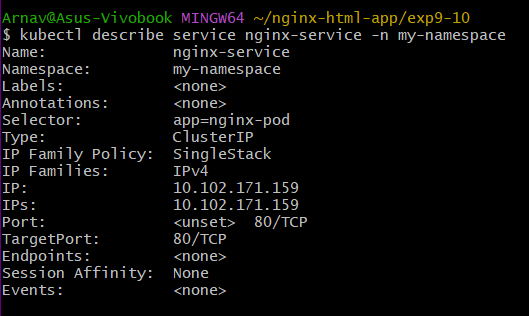 Arnav@Asus-Vivobook MINGW64 ~/nginx-html-app/exp9-10
$ kubectl describe service nginx-service -n my-namespace
Name:              nginx-service
Namespace:         my-namespace
Labels:            <none>
Annotations:       <none>
Selector:          app=nginx-pod
Type:              ClusterIP
IP Family Policy:  SingleStack
IP Families:       IPv4
IP:                10.102.171.159
IPs:               10.102.171.159
Port:              <unset>  80/TCP
TargetPort:        80/TCP
Endpoints:         <none>
Session Affinity:  None
Events:            <none>